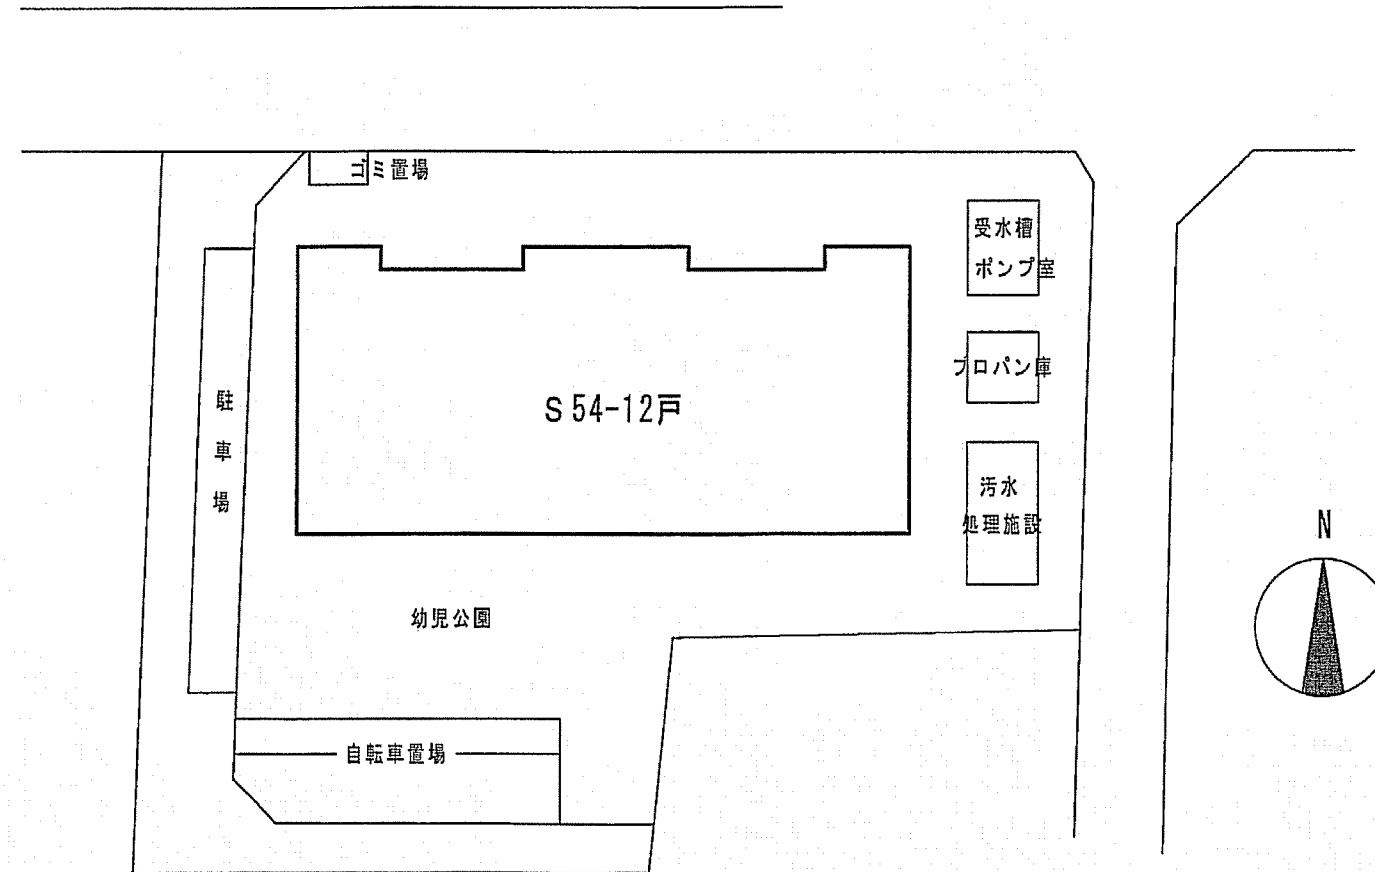 ゴミ置場
受水槽
ポンプ室
プロパン庫
S54-12戸
駐車場
汚水
処理施設
N
幼児公園
自転車置場